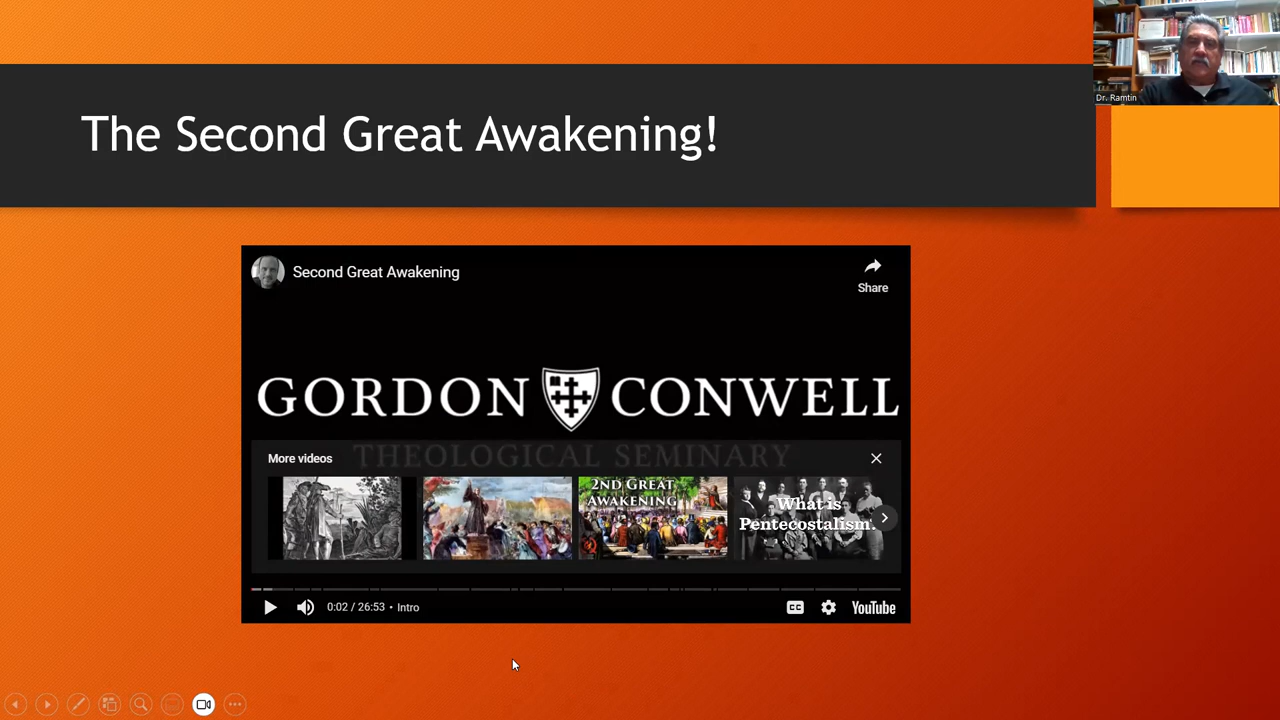 Dr. Ramtin
The Second Great Awakening!
Second Great Awakening
Share
GORDON CONWELL
THEOLOGICAL SEMINARY
More videos
2ND GREAT
AWAKENING
What is
Pentecostalism.
0:02 / 26:53 • Intro
CC
YouTube